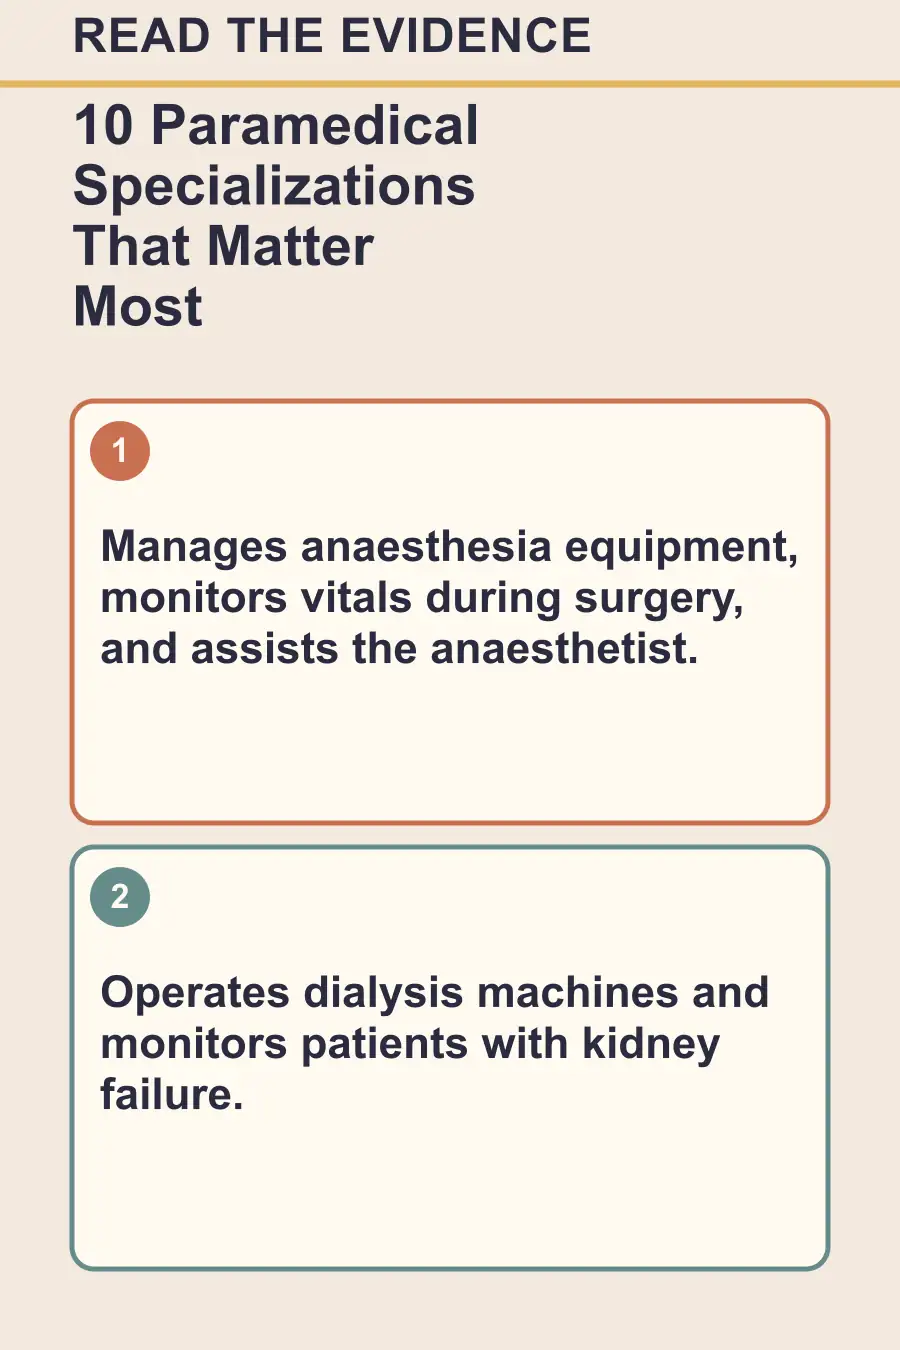 READ THE EVIDENCE
10 Paramedical
Specializations
That Matter
Most
1
Manages anaesthesia equipment,
monitors vitals during surgery,
and assists the anaesthetist.
2
Operates dialysis machines and
monitors patients with kidney
failure.